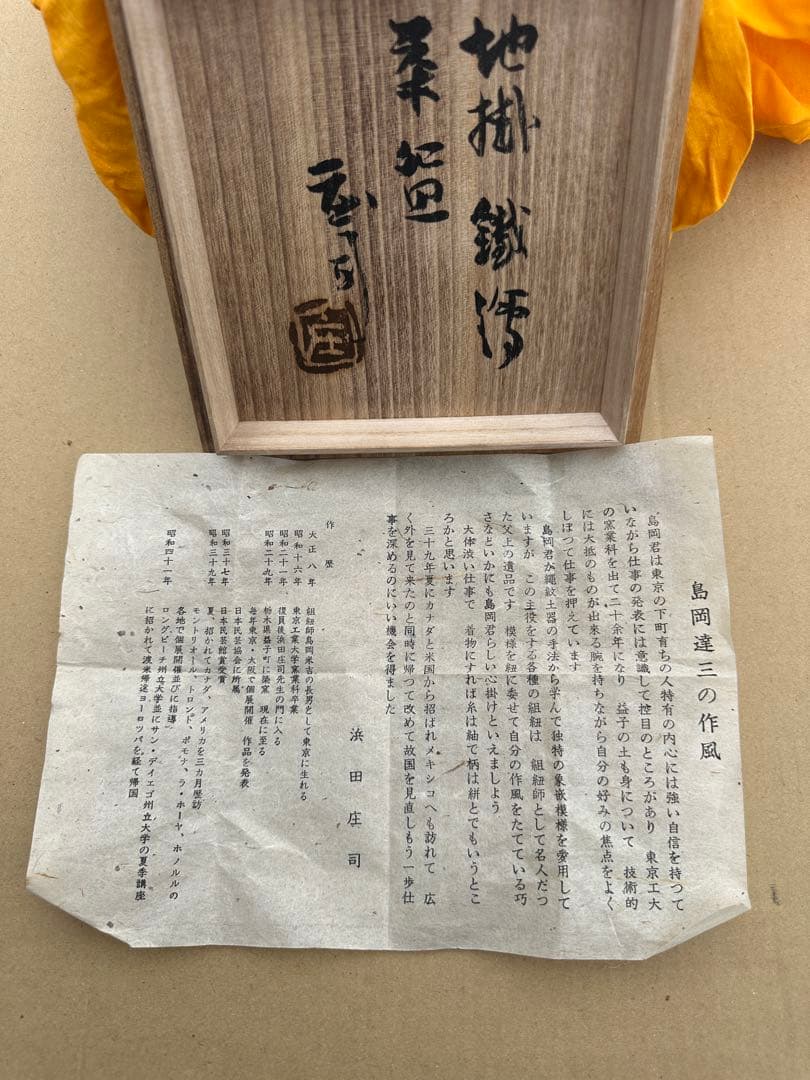 地掛鐵繪
菓盌
庄司
庄
島岡達三の作風
島岡君は東京の下町育ちの人特有の内心には強い自信を持つて
いながら仕事の発表には意識して控目のところがあり 東京工大
の窯業科を出て二十余年になり 益子の土も身について 技術的
には大抵のものが出来る腕を持ちながら自分の好みの焦点をよく
しぼつて仕事を押えています
島岡君が縄紋土器の手法から学んで独特の象嵌模様を愛用して
いますが この主役をする各種の組紐は 組紐師として名人だつ
た父上の遺品です 模様を紐に委せて自分の作風をたてている巧
さなどいかにも島岡君らしい心掛けといえましよう
大体渋い仕事で 着物にすれば糸は紬で柄は絣とでもいうとこ
ろかと思います
三十九年夏にカナダと米国から招ばれメキシコへも訪れて 広
く外を見て来たのと同時に帰つて改めて故国を見直しもう一歩仕
事を深めるのにいい機会を得ました
浜田庄司
作歴
大正八年 組紐師島岡米吉の長男として東京に生れる
昭和十六年 東京工業大学窯業科卒業
昭和二十一年 復員後浜田庄司先生の門に入る
昭和二十九年 栃木県益子町に築窯 現在に至る
毎年東京・大阪で個展開催 作品を発表
日本民芸協会に所属
昭和三十七年 日本民芸館賞受賞
昭和三十九年 夏、招かれてカナダ、アメリカを三カ月歴訪
モントリオール、トロント、ポモナ、ラ・ホーヤ、ホノルルの
各地で個展開催並びに指導
昭和四十一年 ロングビーチ州立大学並にサン・デイエゴ州立大学の夏季講座
に招かれて渡米帰途ヨーロツパを経て帰国